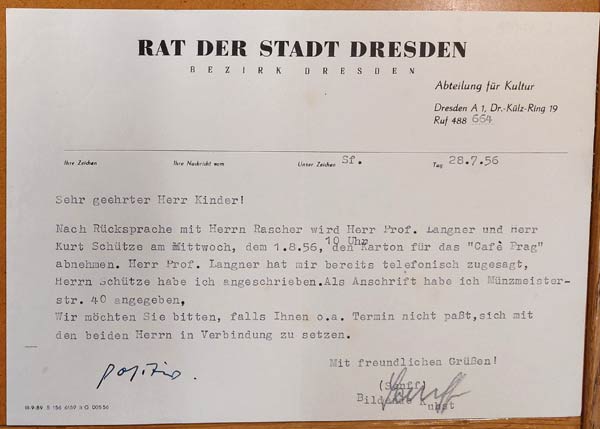 RAT DER STADT DRESDEN
BEZIRK DRESDEN
Abteilung für Kultur
Dresden A 1, Dr.-Külz-Ring 19
Ruf 488 664
Ihre Zeichen Ihre Nachricht vom Unser Zeichen Sf. Tag 28.7.56
Sehr geehrter Herr Kinder!
Nach Rücksprache mit Herrn Rascher wird Herr Prof. Langner und Herr
10 Uhr
Kurt Schütze am Mittwoch, dem 1.8.56, den Karton für das "Cafè Prag"
abnehmen. Herr Prof. Langner hat mir bereits telefonisch zugesagt,
Herrn Schütze habe ich angeschrieben.Als Anschrift habe ich Münzmeister-
str. 40 angegeben,
Wir möchten Sie bitten, falls Ihnen o.a. Termin nicht paßt,sich mit
den beiden Herrn in Verbindung zu setzen.
Mit freundlichen Grüßen!
positiv.
(Senff)
Bildende Kunst